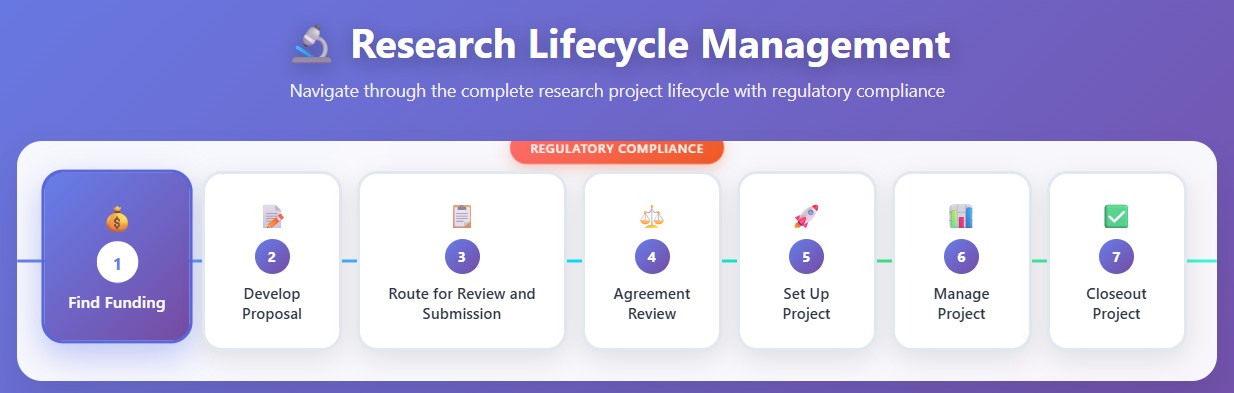 Research Lifecycle Management
Navigate through the complete research project lifecycle with regulatory compliance
REGULATORY COMPLIANCE
1
Find Funding
2
Develop
Proposal
3
Route for Review and
Submission
4
Agreement
Review
5
Set Up
Project
6
Manage
Project
7
Closeout
Project